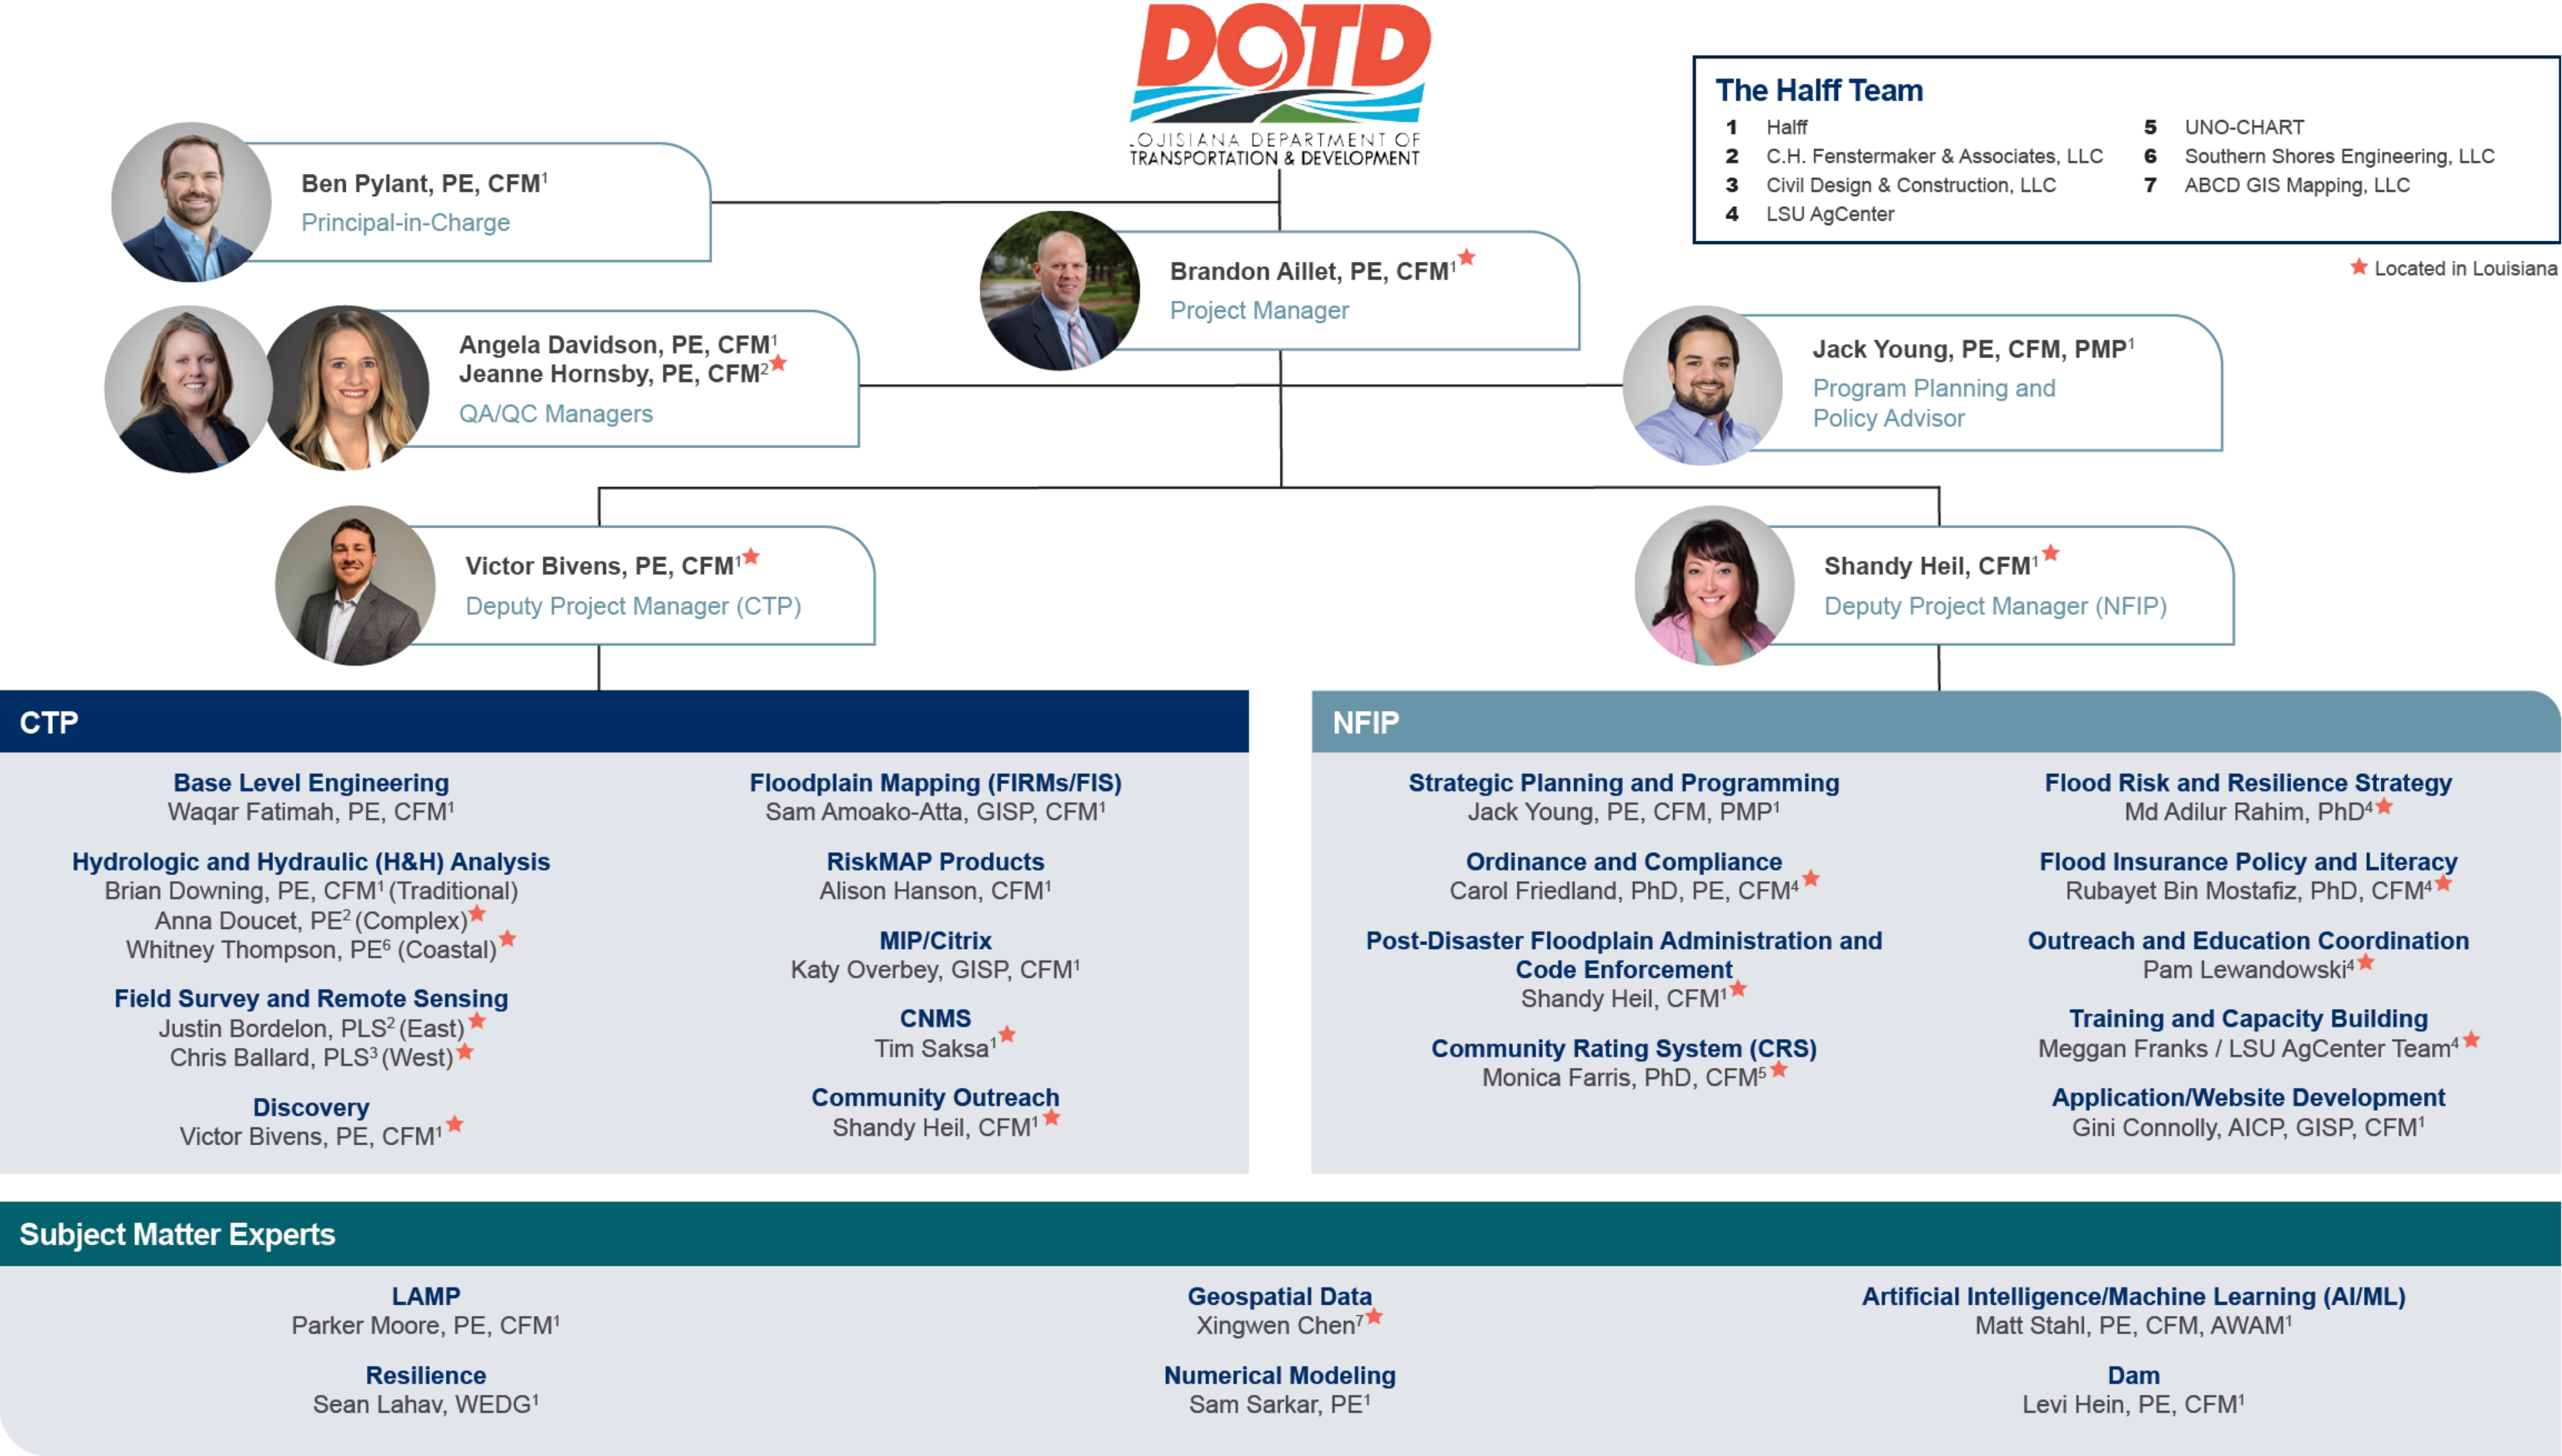 DOTD
LOUISIANA DEPARTMENT OF
TRANSPORTATION & DEVELOPMENT
The Halff Team
1 Halff
2 C.H. Fenstermaker & Associates, LLC
3 Civil Design & Construction, LLC
4 LSU AgCenter
5 UNO-CHART
6 Southern Shores Engineering, LLC
7 ABCD GIS Mapping, LLC
★ Located in Louisiana
Ben Pylant, PE, CFM¹
Principal-in-Charge
Brandon Aillet, PE, CFM¹★
Project Manager
Angela Davidson, PE, CFM¹
Jeanne Hornsby, PE, CFM²★
QA/QC Managers
Jack Young, PE, CFM, PMP¹
Program Planning and
Policy Advisor
Victor Bivens, PE, CFM¹★
Deputy Project Manager (CTP)
Shandy Heil, CFM¹★
Deputy Project Manager (NFIP)
CTP
Base Level Engineering
Waqar Fatimah, PE, CFM¹
Hydrologic and Hydraulic (H&H) Analysis
Brian Downing, PE, CFM¹ (Traditional)
Anna Doucet, PE² (Complex)★
Whitney Thompson, PE⁶ (Coastal)★
Field Survey and Remote Sensing
Justin Bordelon, PLS² (East)★
Chris Ballard, PLS³ (West)★
Discovery
Victor Bivens, PE, CFM¹★
Floodplain Mapping (FIRMs/FIS)
Sam Amoako-Atta, GISP, CFM¹
RiskMAP Products
Alison Hanson, CFM¹
MIP/Citrix
Katy Overbey, GISP, CFM¹
CNMS
Tim Saksa¹★
Community Outreach
Shandy Heil, CFM¹★
NFIP
Strategic Planning and Programming
Jack Young, PE, CFM, PMP¹
Ordinance and Compliance
Carol Friedland, PhD, PE, CFM⁴★
Post-Disaster Floodplain Administration and
Code Enforcement
Shandy Heil, CFM¹★
Community Rating System (CRS)
Monica Farris, PhD, CFM⁵★
Flood Risk and Resilience Strategy
Md Adilur Rahim, PhD⁴★
Flood Insurance Policy and Literacy
Rubayet Bin Mostafiz, PhD, CFM⁴★
Outreach and Education Coordination
Pam Lewandowski⁴★
Training and Capacity Building
Meggan Franks / LSU AgCenter Team⁴★
Application/Website Development
Gini Connolly, AICP, GISP, CFM¹
Subject Matter Experts
LAMP
Parker Moore, PE, CFM¹
Resilience
Sean Lahav, WEDG¹
Geospatial Data
Xingwen Chen⁷★
Numerical Modeling
Sam Sarkar, PE¹
Artificial Intelligence/Machine Learning (AI/ML)
Matt Stahl, PE, CFM, AWAM¹
Dam
Levi Hein, PE, CFM¹